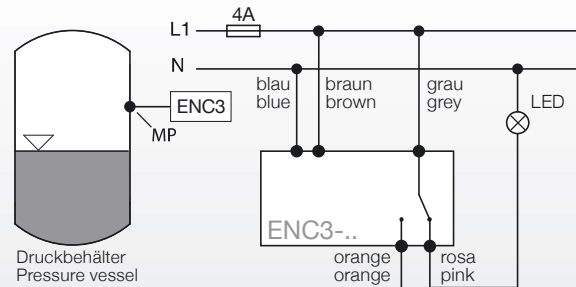 4A
L1
N
blau
blue
braun
brown
grau
grey
LED
ENC3
MP
ENC3-..
Druckbehälter
Pressure vessel
orange
orange
rosa
pink